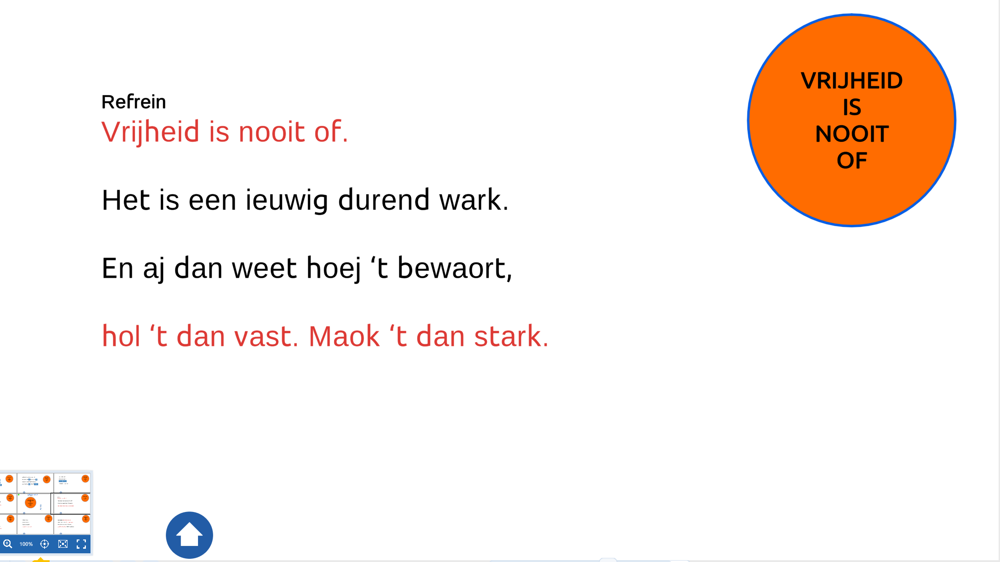 Refrein
Vrijheid is nooit of.
Het is een ieuwig durend wark.
En aj dan weet hoej ‘t bewaort,
hol ‘t dan vast. Maok ‘t dan stark.
VRIJHEID
IS
NOOIT
OF
100%